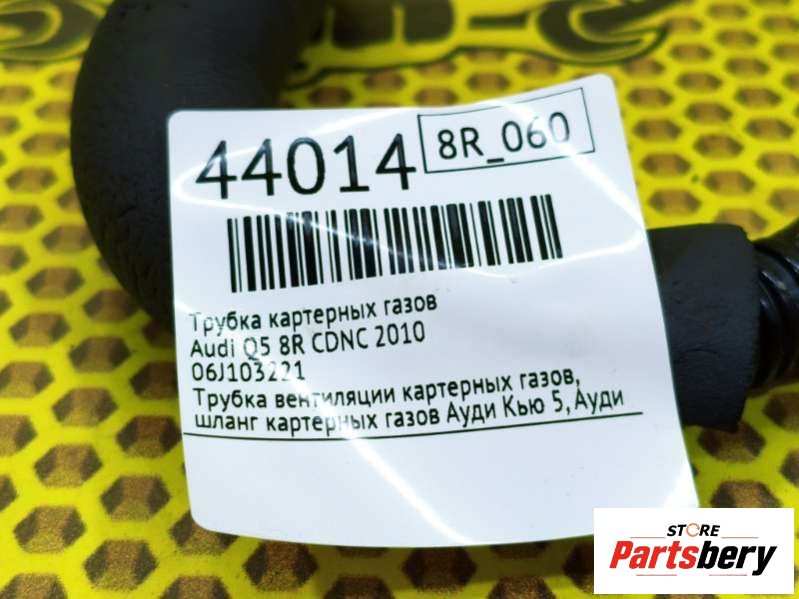 44014
8R_060
Трубка картерных газов
Audi Q5 8R CDNC 2010
06J103221
Трубка вентиляции картерных газов,
шланг картерных газов Ауди Кью 5, Ауди
STORE
Partsbery